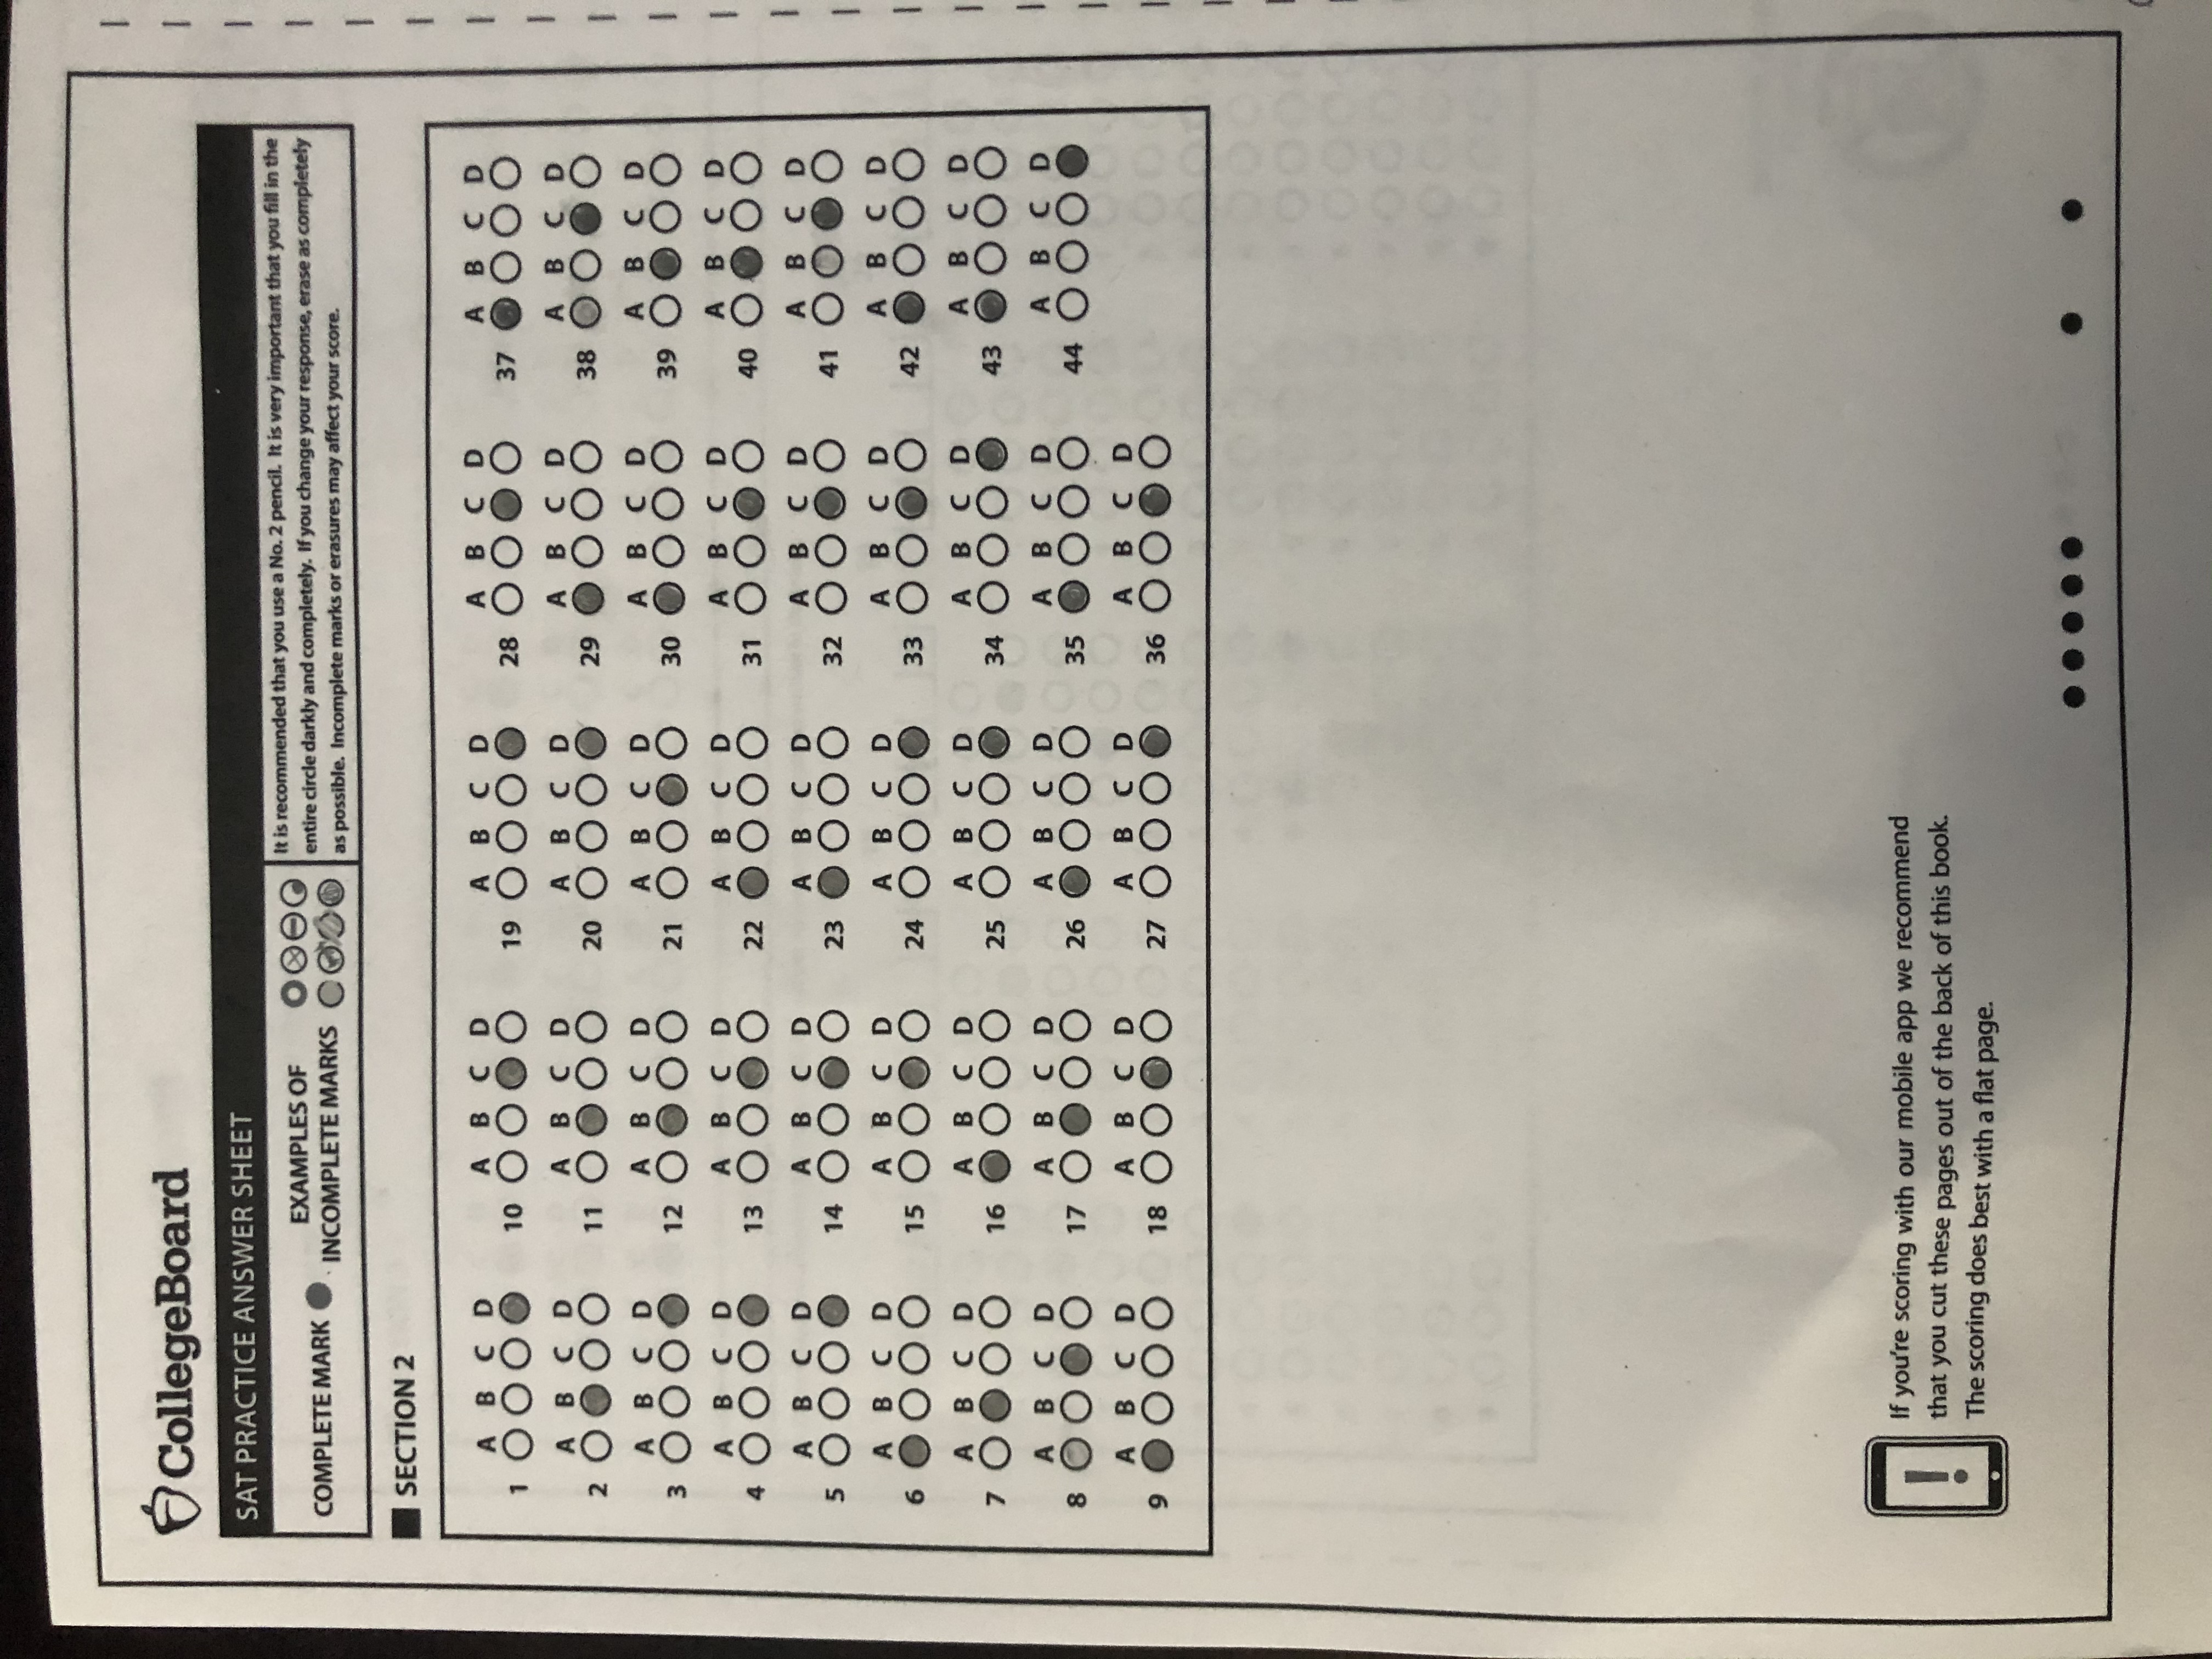 CollegeBoard
SAT PRACTICE ANSWER SHEET
COMPLETE MARK
EXAMPLES OF
INCOMPLETE MARKS
It is recommended that you use a No. 2 pencil. It is very important that you fill in the
entire circle darkly and completely. If you change your response, erase as completely
as possible. Incomplete marks or erasures may affect your score.
SECTION 2
A B C D
1
A B C D
2
A B C D
3
A B C D
4
A B C D
5
A B C D
6
A B C D
7
A B C D
8
A B C D
9
A B C D
10
A B C D
11
A B C D
12
A B C D
13
A B C D
14
A B C D
15
A B C D
16
A B C D
17
A B C D
18
A B C D
19
A B C D
20
A B C D
21
A B C D
22
A B C D
23
A B C D
24
A B C D
25
A B C D
26
A B C D
27
A B C D
28
A B C D
29
A B C D
30
A B C D
31
A B C D
32
A B C D
33
A B C D
34
A B C D
35
A B C D
36
A B C D
37
A B C D
38
A B C D
39
A B C D
40
A B C D
41
A B C D
42
A B C D
43
A B C D
44
!
If you're scoring with our mobile app we recommend
that you cut these pages out of the back of this book.
The scoring does best with a flat page.